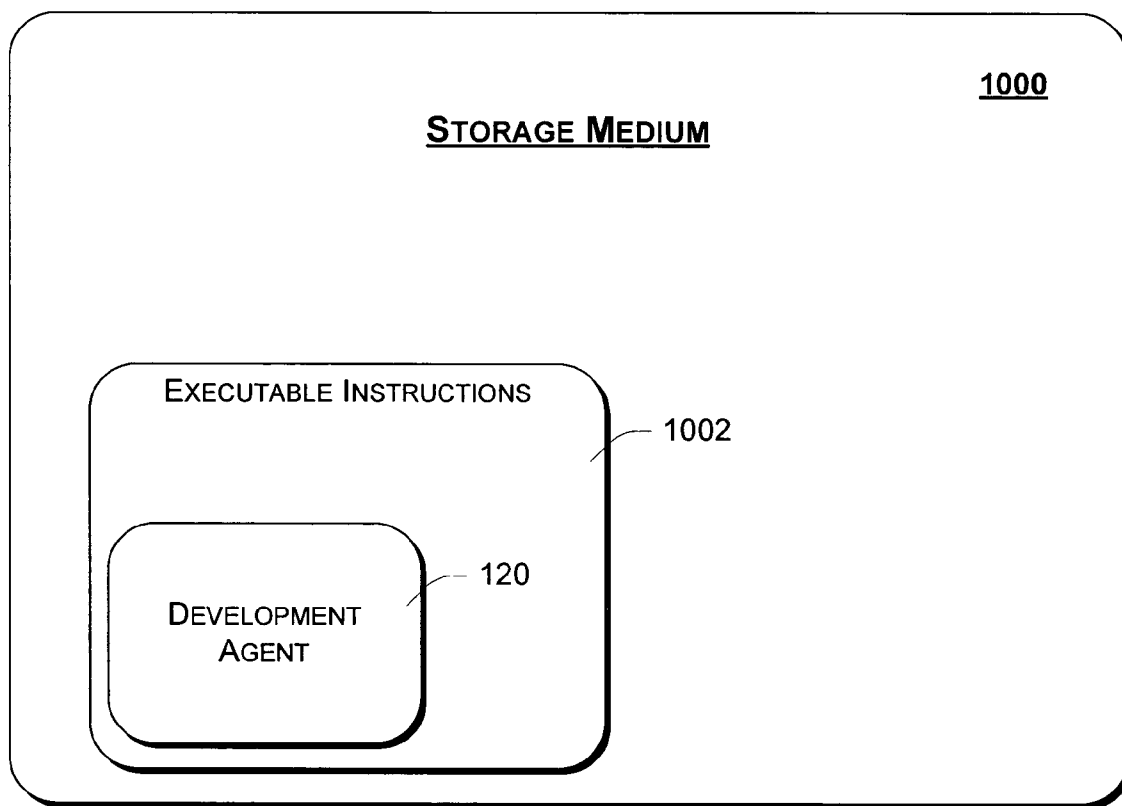 1000
STORAGE MEDIUM
EXECUTABLE INSTRUCTIONS
1002
120
DEVELOPMENT
AGENT